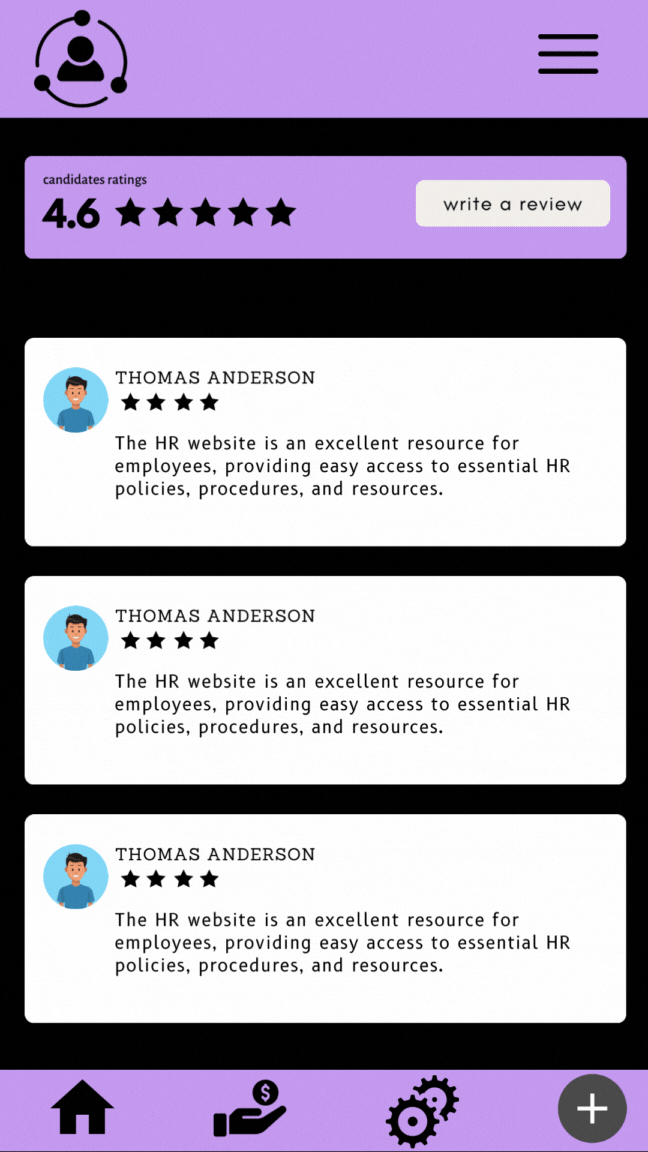 candidates ratings
4.6
write a review
THOMAS ANDERSON
The HR website is an excellent resource for
employees, providing easy access to essential HR
policies, procedures, and resources.
THOMAS ANDERSON
The HR website is an excellent resource for
employees, providing easy access to essential HR
policies, procedures, and resources.
THOMAS ANDERSON
The HR website is an excellent resource for
employees, providing easy access to essential HR
policies, procedures, and resources.
$